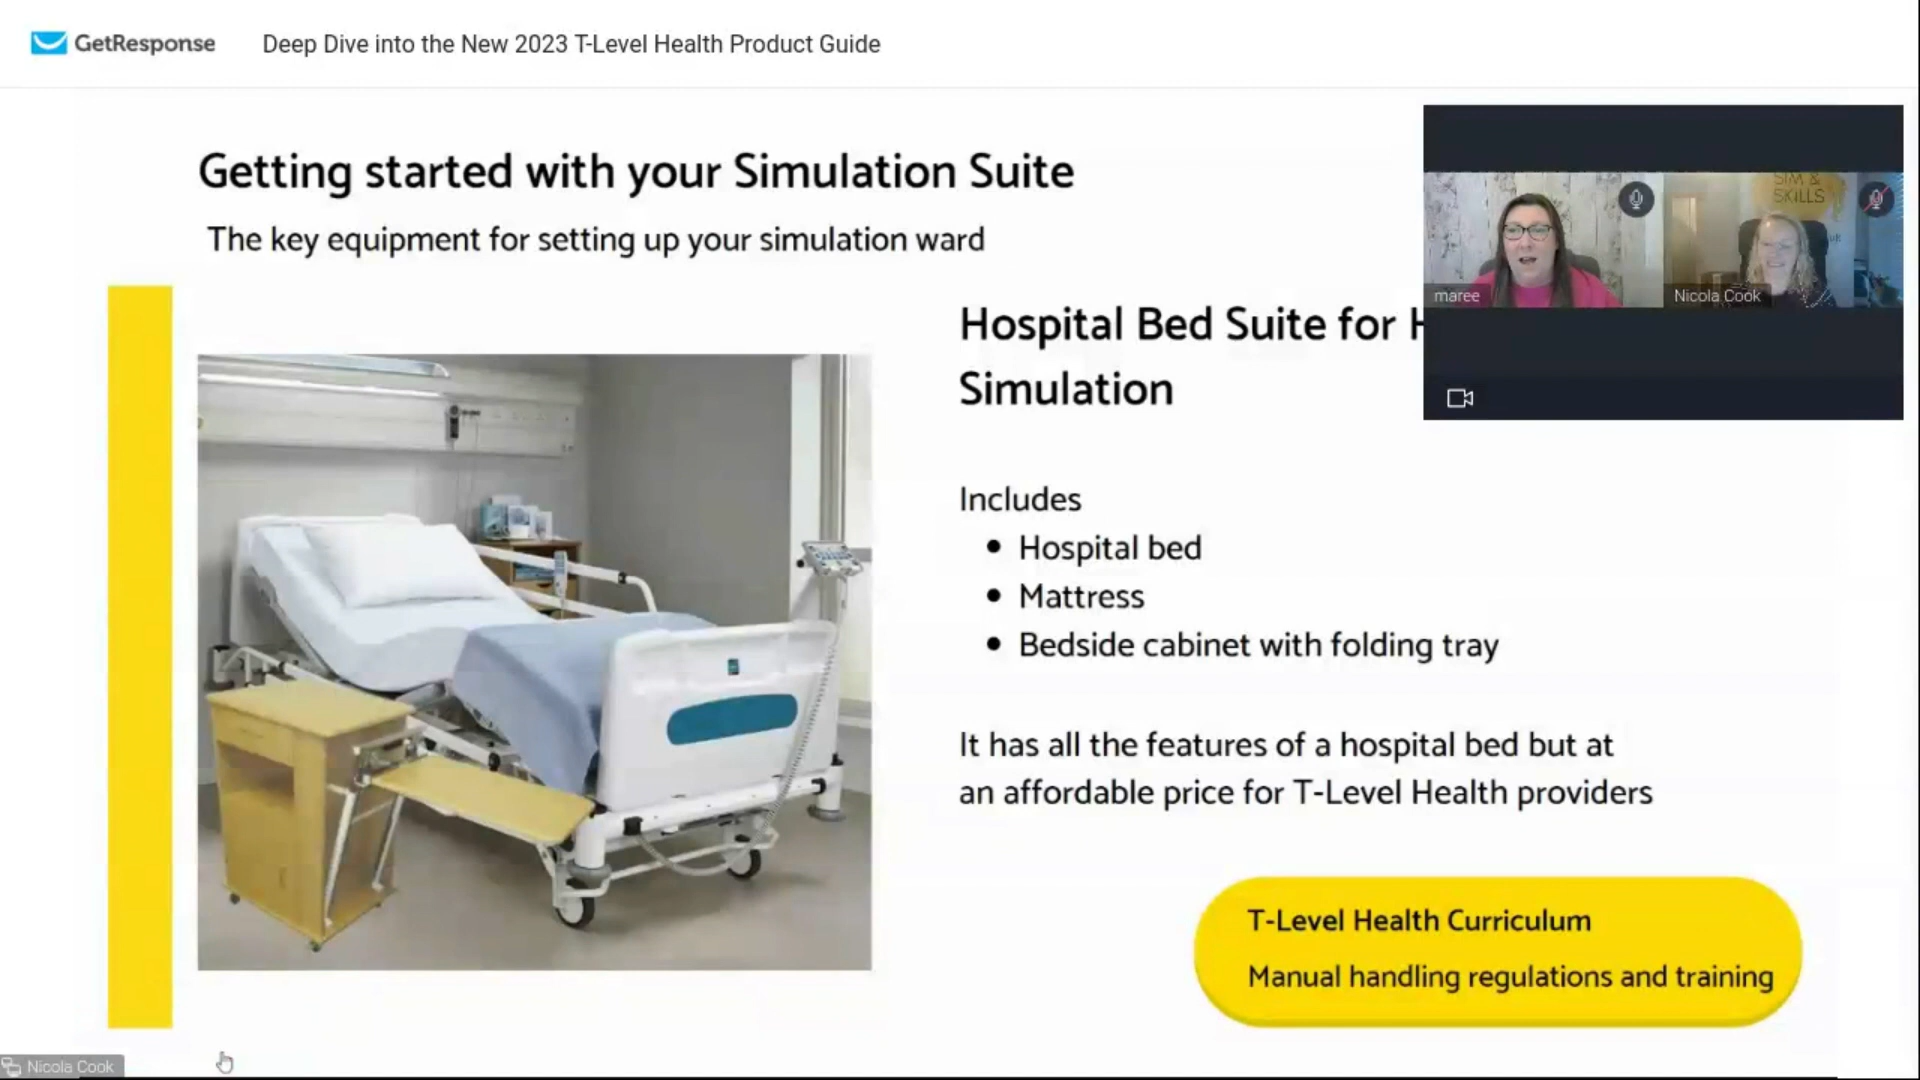 GetResponse
Deep Dive into the New 2023 T-Level Health Product Guide
Getting started with your Simulation Suite
The key equipment for setting up your simulation ward
SIM &
SKILLS
maree
Nicola Cook
Hospital Bed Suite for
Simulation
Includes
• Hospital bed
• Mattress
• Bedside cabinet with folding tray
It has all the features of a hospital bed but at
an affordable price for T-Level Health providers
T-Level Health Curriculum
Manual handling regulations and training
Nicola Cook